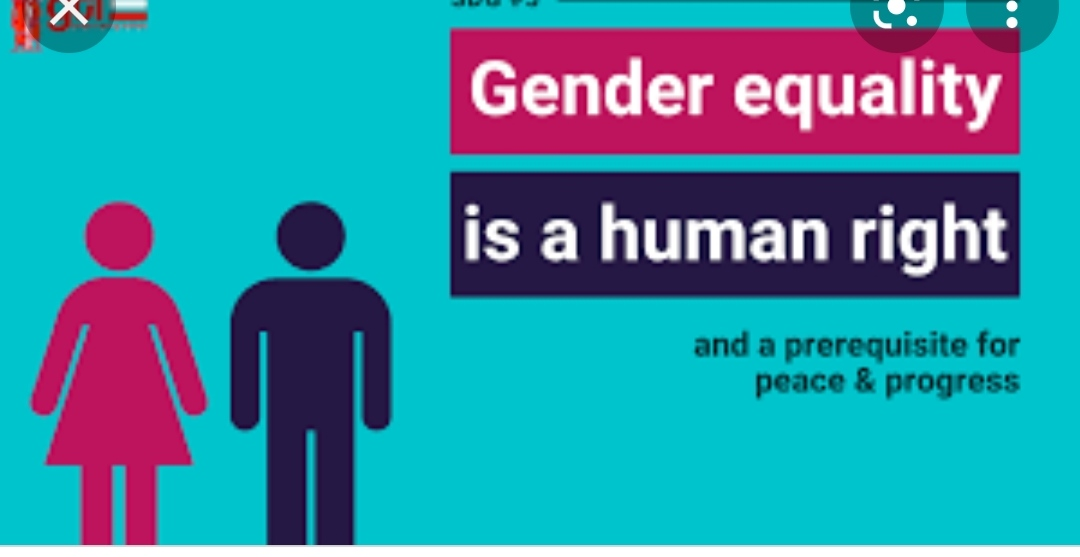 Gender equality
is a human right
and a prerequisite for
peace & progress